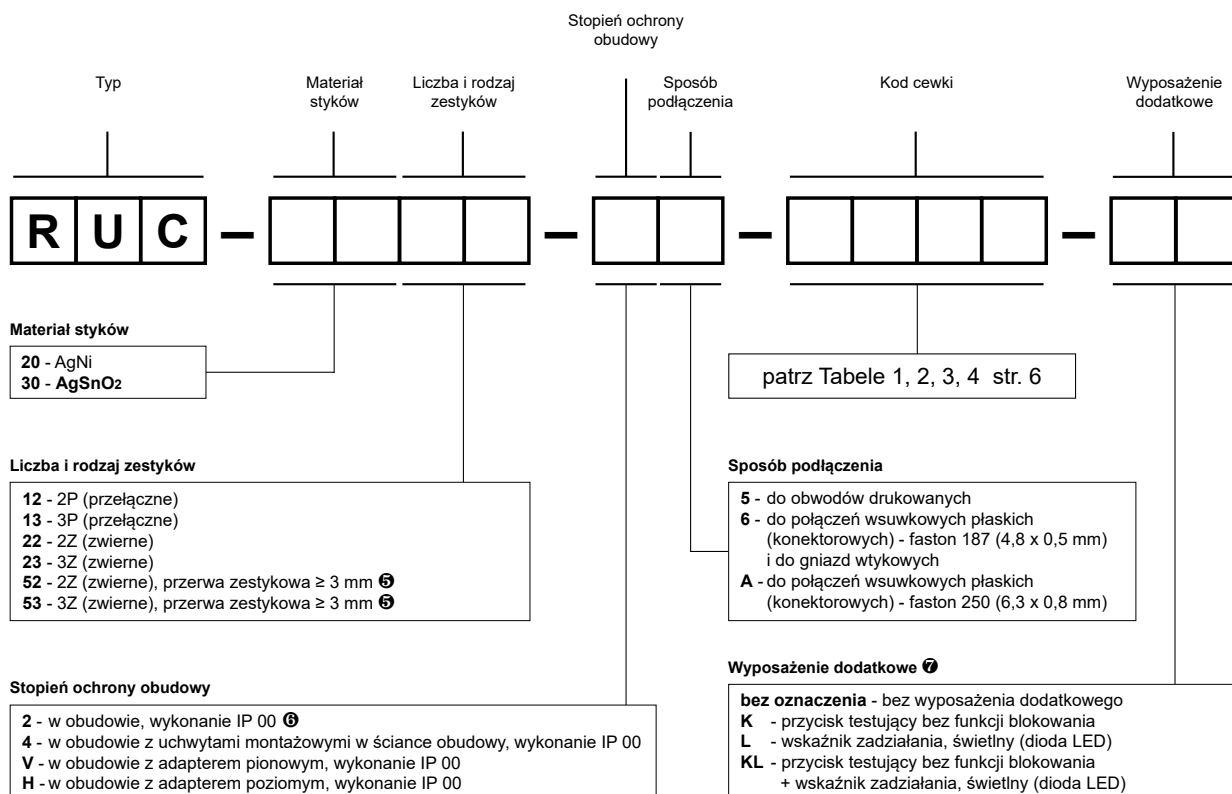 Stopień ochrony
obudowy
Typ
Materiał
styków
Liczba i rodzaj
zestyków
Sposób
podłączenia
Kod cewki
Wyposażenie
dodatkowe
R U C – – – –
Materiał styków
20 - AgNi
30 - AgSnO2
patrz Tabele 1, 2, 3, 4 str. 6
Liczba i rodzaj zestyków
12 - 2P (przełączne)
13 - 3P (przełączne)
22 - 2Z (zwierne)
23 - 3Z (zwierne)
52 - 2Z (zwierne), przerwa zestykowa ≥ 3 mm ❺
53 - 3Z (zwierne), przerwa zestykowa ≥ 3 mm ❺
Sposób podłączenia
5 - do obwodów drukowanych
6 - do połączeń wsuwkowych płaskich
(konektorowych) - faston 187 (4,8 x 0,5 mm)
i do gniazd wtykowych
A - do połączeń wsuwkowych płaskich
(konektorowych) - faston 250 (6,3 x 0,8 mm)
Stopień ochrony obudowy
2 - w obudowie, wykonanie IP 00 ❻
4 - w obudowie z uchwytami montażowymi w ściance obudowy, wykonanie IP 00
V - w obudowie z adapterem pionowym, wykonanie IP 00
H - w obudowie z adapterem poziomym, wykonanie IP 00
Wyposażenie dodatkowe ❼
bez oznaczenia - bez wyposażenia dodatkowego
K - przycisk testujący bez funkcji blokowania
L - wskaźnik zadziałania, świetlny (dioda LED)
KL - przycisk testujący bez funkcji blokowania
+ wskaźnik zadziałania, świetlny (dioda LED)